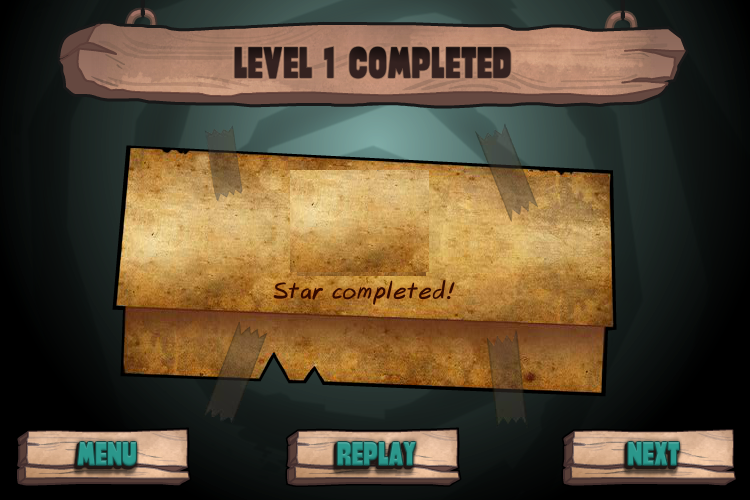 LEVEL 1 COMPLETED
Star completed!
MENU
REPLAY
NEXT